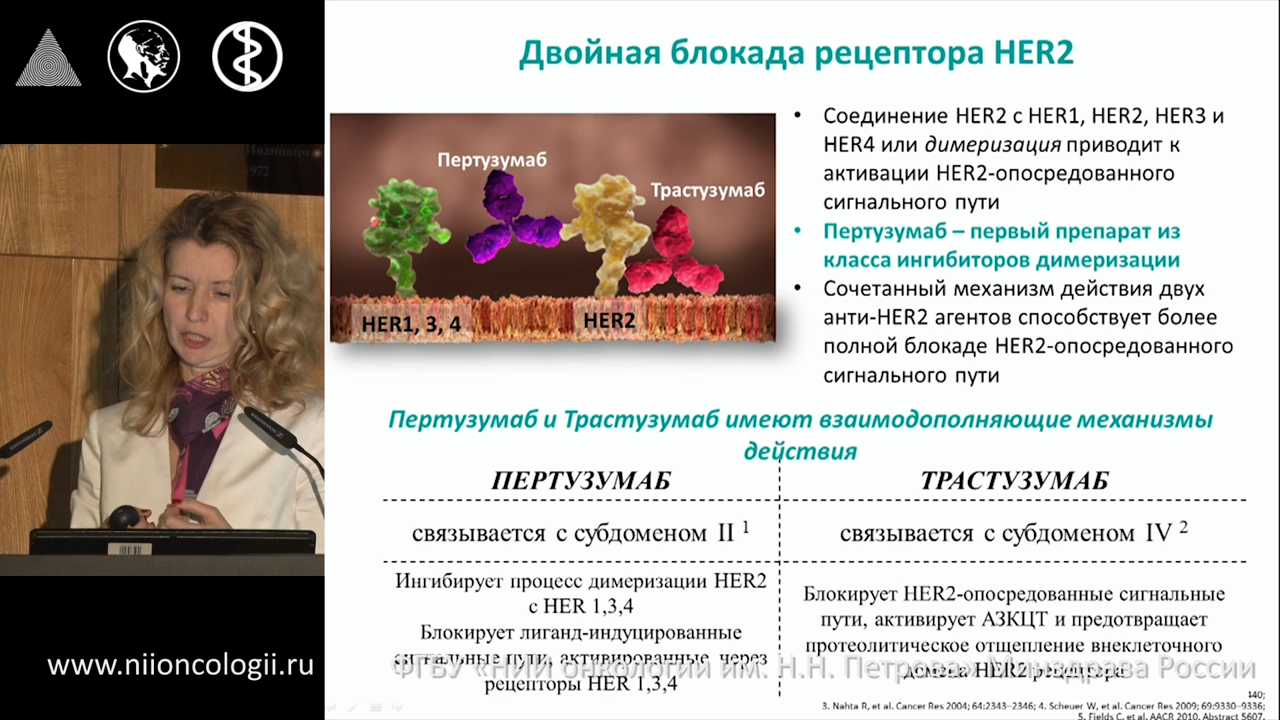 Двойная блокада рецептора HER2
Иванович
1972
Пертузумаб
Трастузумаб
HER1, 3, 4
HER2
• Соединение HER2 с HER1, HER2, HER3 и
HER4 или димеризация приводит к
активации HER2-опосредованного
сигнального пути
• Пертузумаб – первый препарат из
класса ингибиторов димеризации
• Сочетанный механизм действия двух
анти-HER2 агентов способствует более
полной блокаде HER2-опосредованного
сигнального пути
Пертузумаб и Трастузумаб имеют взаимодополняющие механизмы
действия
ПЕРТУЗУМАБ
ТРАСТУЗУМАБ
связывается с субдоменом II 1
связывается с субдоменом IV 2
Ингибирует процесс димеризации HER2
с HER 1,3,4
Блокирует лиганд-индуцированные
сигнальные пути, активированные через
рецепторы HER 1,3,4
Блокирует HER2-опосредованные сигнальные
пути, активирует АЗКЦТ и предотвращает
протеолитическое отщепление внеклеточного
домена HER2 рецептора
www.niioncologii.ru
ФГБУ «НИИ онкологии им. Н.Н. Петрова» Минздрава России
140;
3. Nahta R, et al. Cancer Res 2004; 64:2343–2346; 4. Scheuer W, et al. Cancer Res 2009; 69:9330–9336;
5. Fields C, et al. AACR 2010. Abstract 5607.